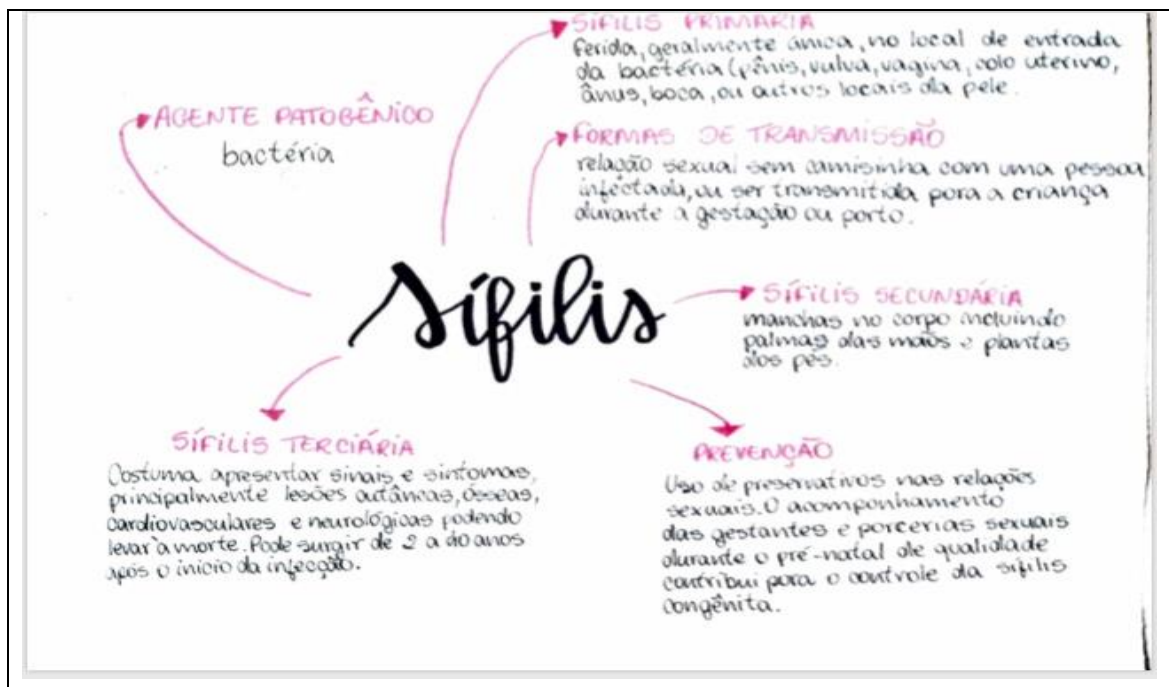 SÍFILIS PRIMÁRIA
ferida, geralmente única, no local de entrada
da bactéria (pênis, vulva, vagina, colo uterino,
ânus, boca, ou outros locais da pele.
AGENTE PATOGÊNICO
bactéria
FORMAS DE TRANSMISSÃO
relação sexual sem camisinha com uma pessoa
infectada, ou ser transmitida para a criança
durante a gestação ou parto.
Sífilis
SÍFILIS SECUNDÁRIA
manchas no corpo incluindo
palmas das mãos e plantas
dos pés.
SÍFILIS TERCIÁRIA
Costuma apresentar sinais e sintomas,
principalmente lesões cutâneas, ósseas,
cardiovasculares e neurológicas podendo
levar à morte. Pode surgir de 2 a 40 anos
após o início da infecção.
PREVENÇÃO
Uso de preservativos nas relações
sexuais. O acompanhamento
das gestantes e parcerias sexuais
durante o pré-natal de qualidade
contribui para o controle da sífilis
congênita.